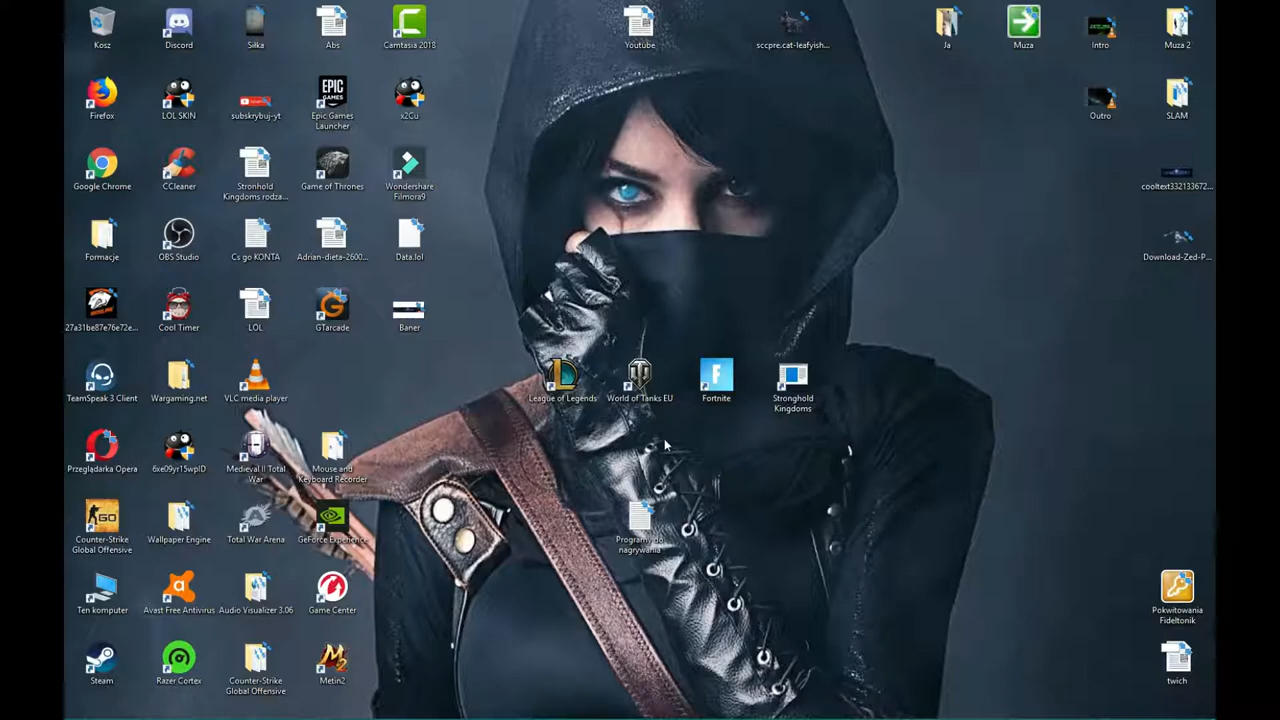 Kosz
Discord
Siłka
Abs
Camtasia 2018
Youtube
sccpre.cat-leafyish...
Ja
Muza
Intro
Muza 2
Firefox
LOL SKIN
subskrybuj-yt
EPIC
GAMES
Epic Games
Launcher
x2Cu
Outro
SLAM
Google Chrome
CCleaner
Stronhold
Kingdoms rodza...
Game of Thrones
Wondershare
Filmora9
cooltext332133672...
Formacje
OBS Studio
Cs go KONTA
Adrian-dieta-2600...
Data.lol
Download-Zed-P...
27a31be87e76e72e...
Cool Timer
LOL
GTarcade
Baner
TeamSpeak 3 Client
Wargaming.net
VLC media player
League of Legends
World of Tanks EU
F
Fortnite
Stronghold
Kingdoms
Przeglądarka Opera
6xe09yr15wpID
Medieval II Total
War
Mouse and
Keyboard Recorder
GO
Counter-Strike
Global Offensive
Wallpaper Engine
Total War Arena
GeForce Experience
Programy do
nagrywania
Ten komputer
Avast Free Antivirus
Audio Visualizer 3.06
Game Center
Pokwitowania
Fideltonik
Steam
Razer Cortex
Counter-Strike
Global Offensive
Metin2
twich